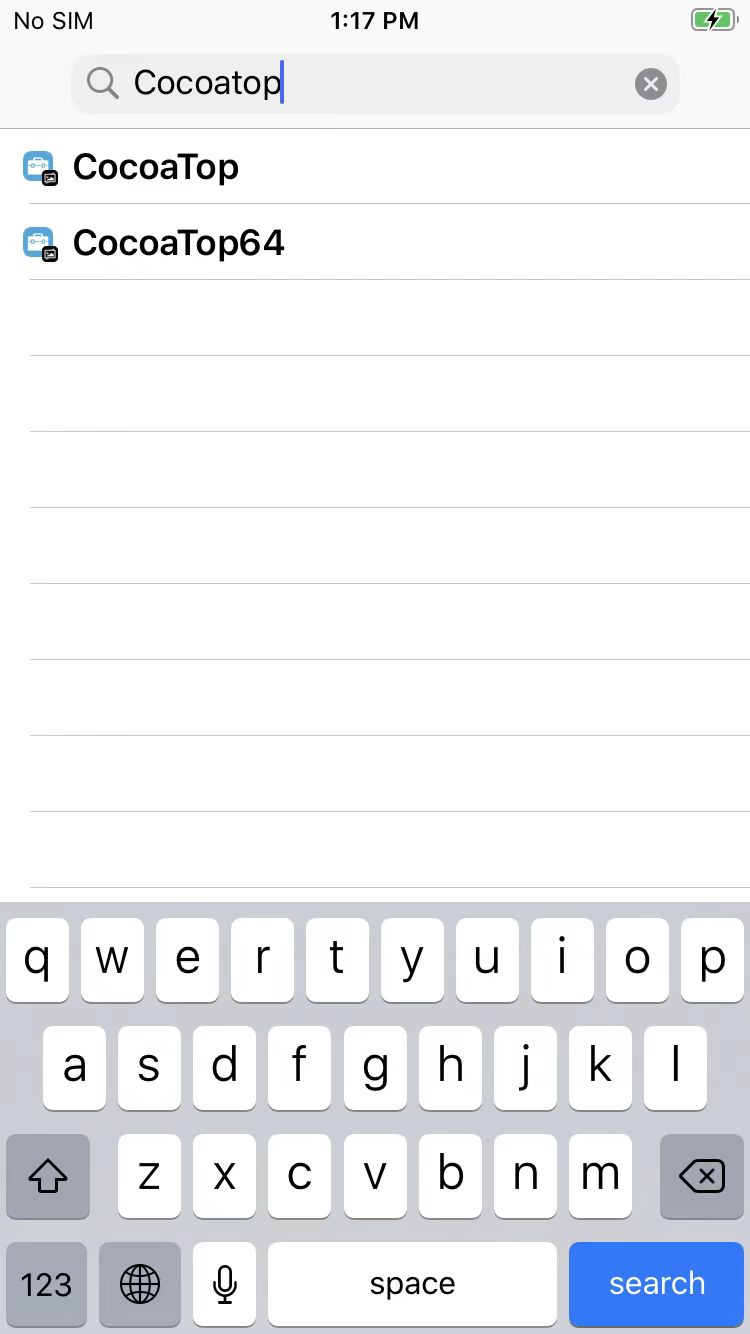 No SIM 1:17 PM
Cocoatop
CocoaTop
CocoaTop64
q w e r t y u i o p
a s d f g h j k l
z x c v b n m
123 space search